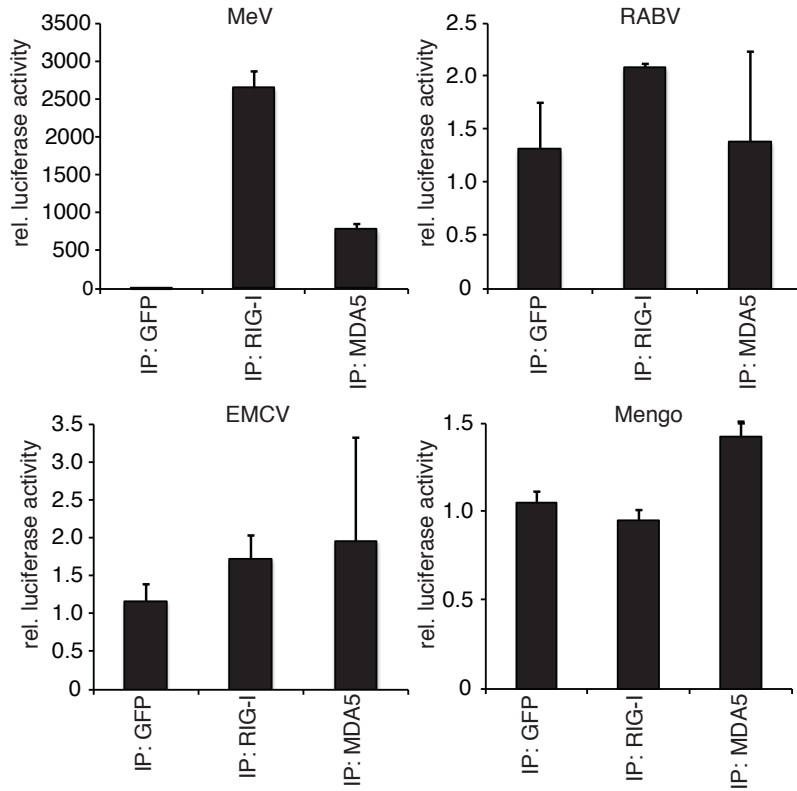 MeV
rel. luciferase activity
3500
3000
2500
2000
1500
1000
500
0
IP: GFP
IP: RIG-I
IP: MDA5
RABV
rel. luciferase activity
2.5
2.0
1.5
1.0
0.5
0
IP: GFP
IP: RIG-I
IP: MDA5
EMCV
rel. luciferase activity
3.5
3.0
2.5
2.0
1.5
1.0
0.5
0
IP: GFP
IP: RIG-I
IP: MDA5
Mengo
rel. luciferase activity
1.5
1.0
0.5
0
IP: GFP
IP: RIG-I
IP: MDA5